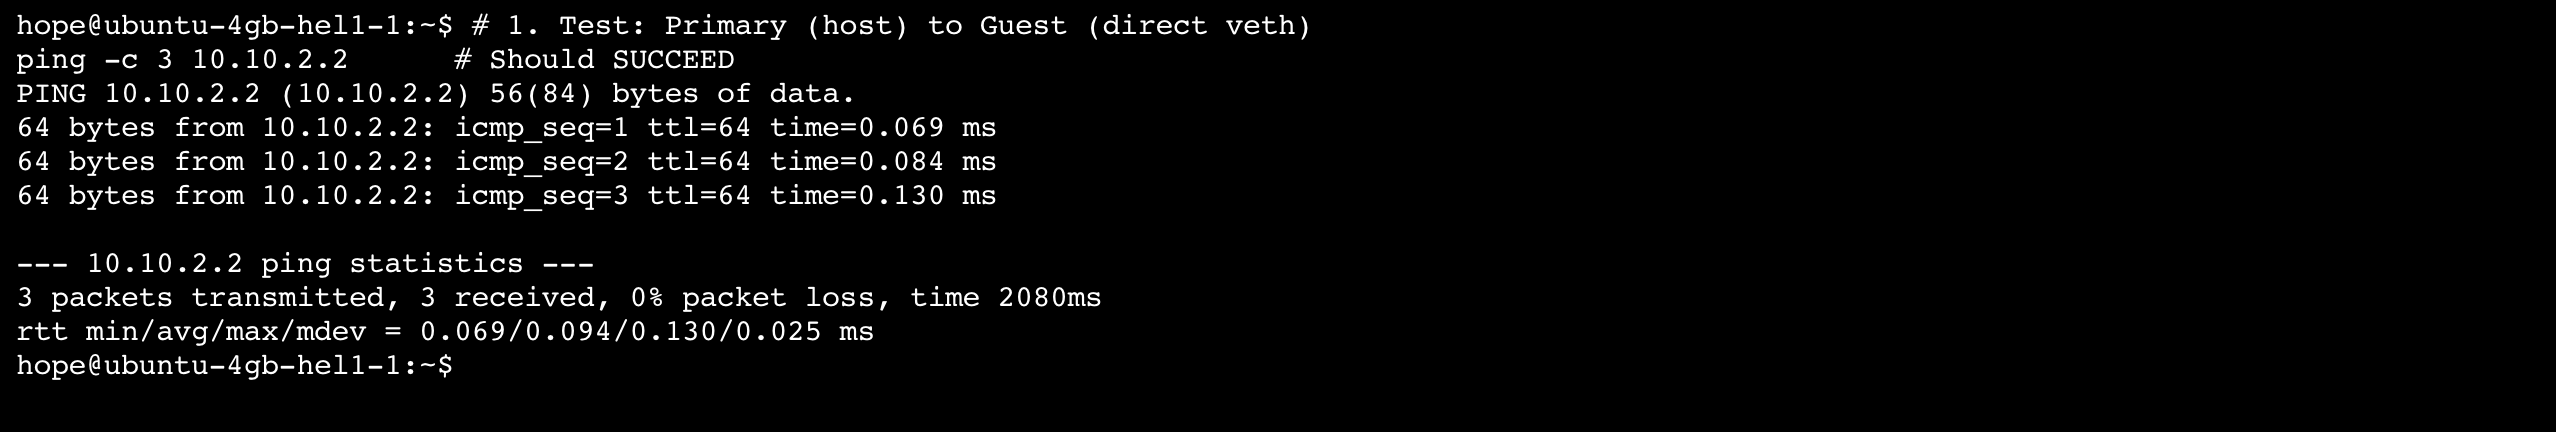 hope@ubuntu-4gb-hel1-1:~$ # 1. Test: Primary (host) to Guest (direct veth)
ping -c 3 10.10.2.2      # Should SUCCEED
PING 10.10.2.2 (10.10.2.2) 56(84) bytes of data.
64 bytes from 10.10.2.2: icmp_seq=1 ttl=64 time=0.069 ms
64 bytes from 10.10.2.2: icmp_seq=2 ttl=64 time=0.084 ms
64 bytes from 10.10.2.2: icmp_seq=3 ttl=64 time=0.130 ms

--- 10.10.2.2 ping statistics ---
3 packets transmitted, 3 received, 0% packet loss, time 2080ms
rtt min/avg/max/mdev = 0.069/0.094/0.130/0.025 ms
hope@ubuntu-4gb-hel1-1:~$